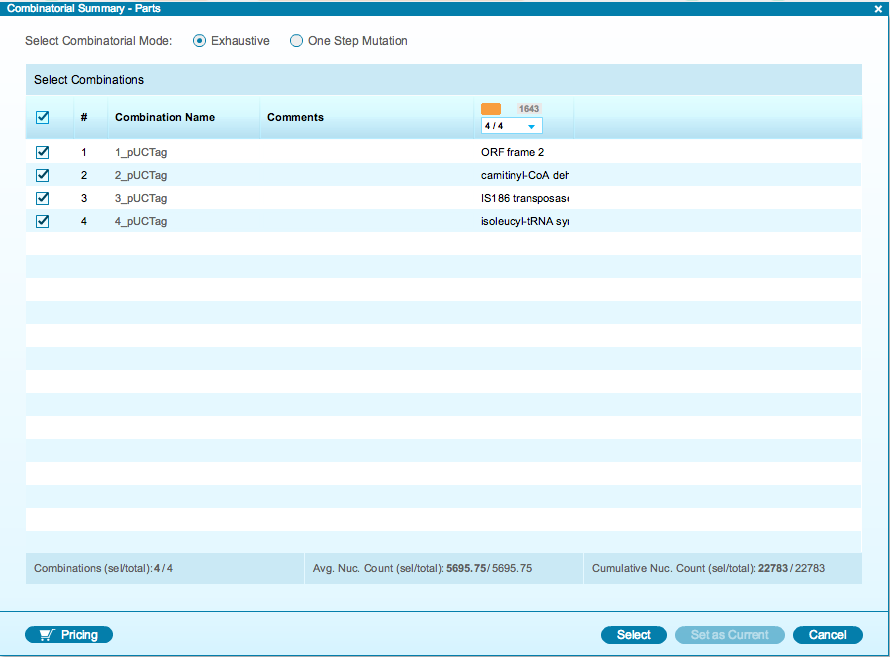 Combinatorial Summary - Parts
Select Combinatorial Mode: Exhaustive One Step Mutation
Select Combinations
# Combination Name Comments 1643
4 / 4
1 1_pUCTag ORF frame 2
2 2_pUCTag carnitinyl-CoA deh
3 3_pUCTag IS186 transposase
4 4_pUCTag isoleucyl-tRNA syn
Combinations (sel/total): 4 / 4 Avg. Nuc. Count (sel/total): 5695.75 / 5695.75 Cumulative Nuc. Count (sel/total): 22783 / 22783
Pricing Select Set as Current Cancel